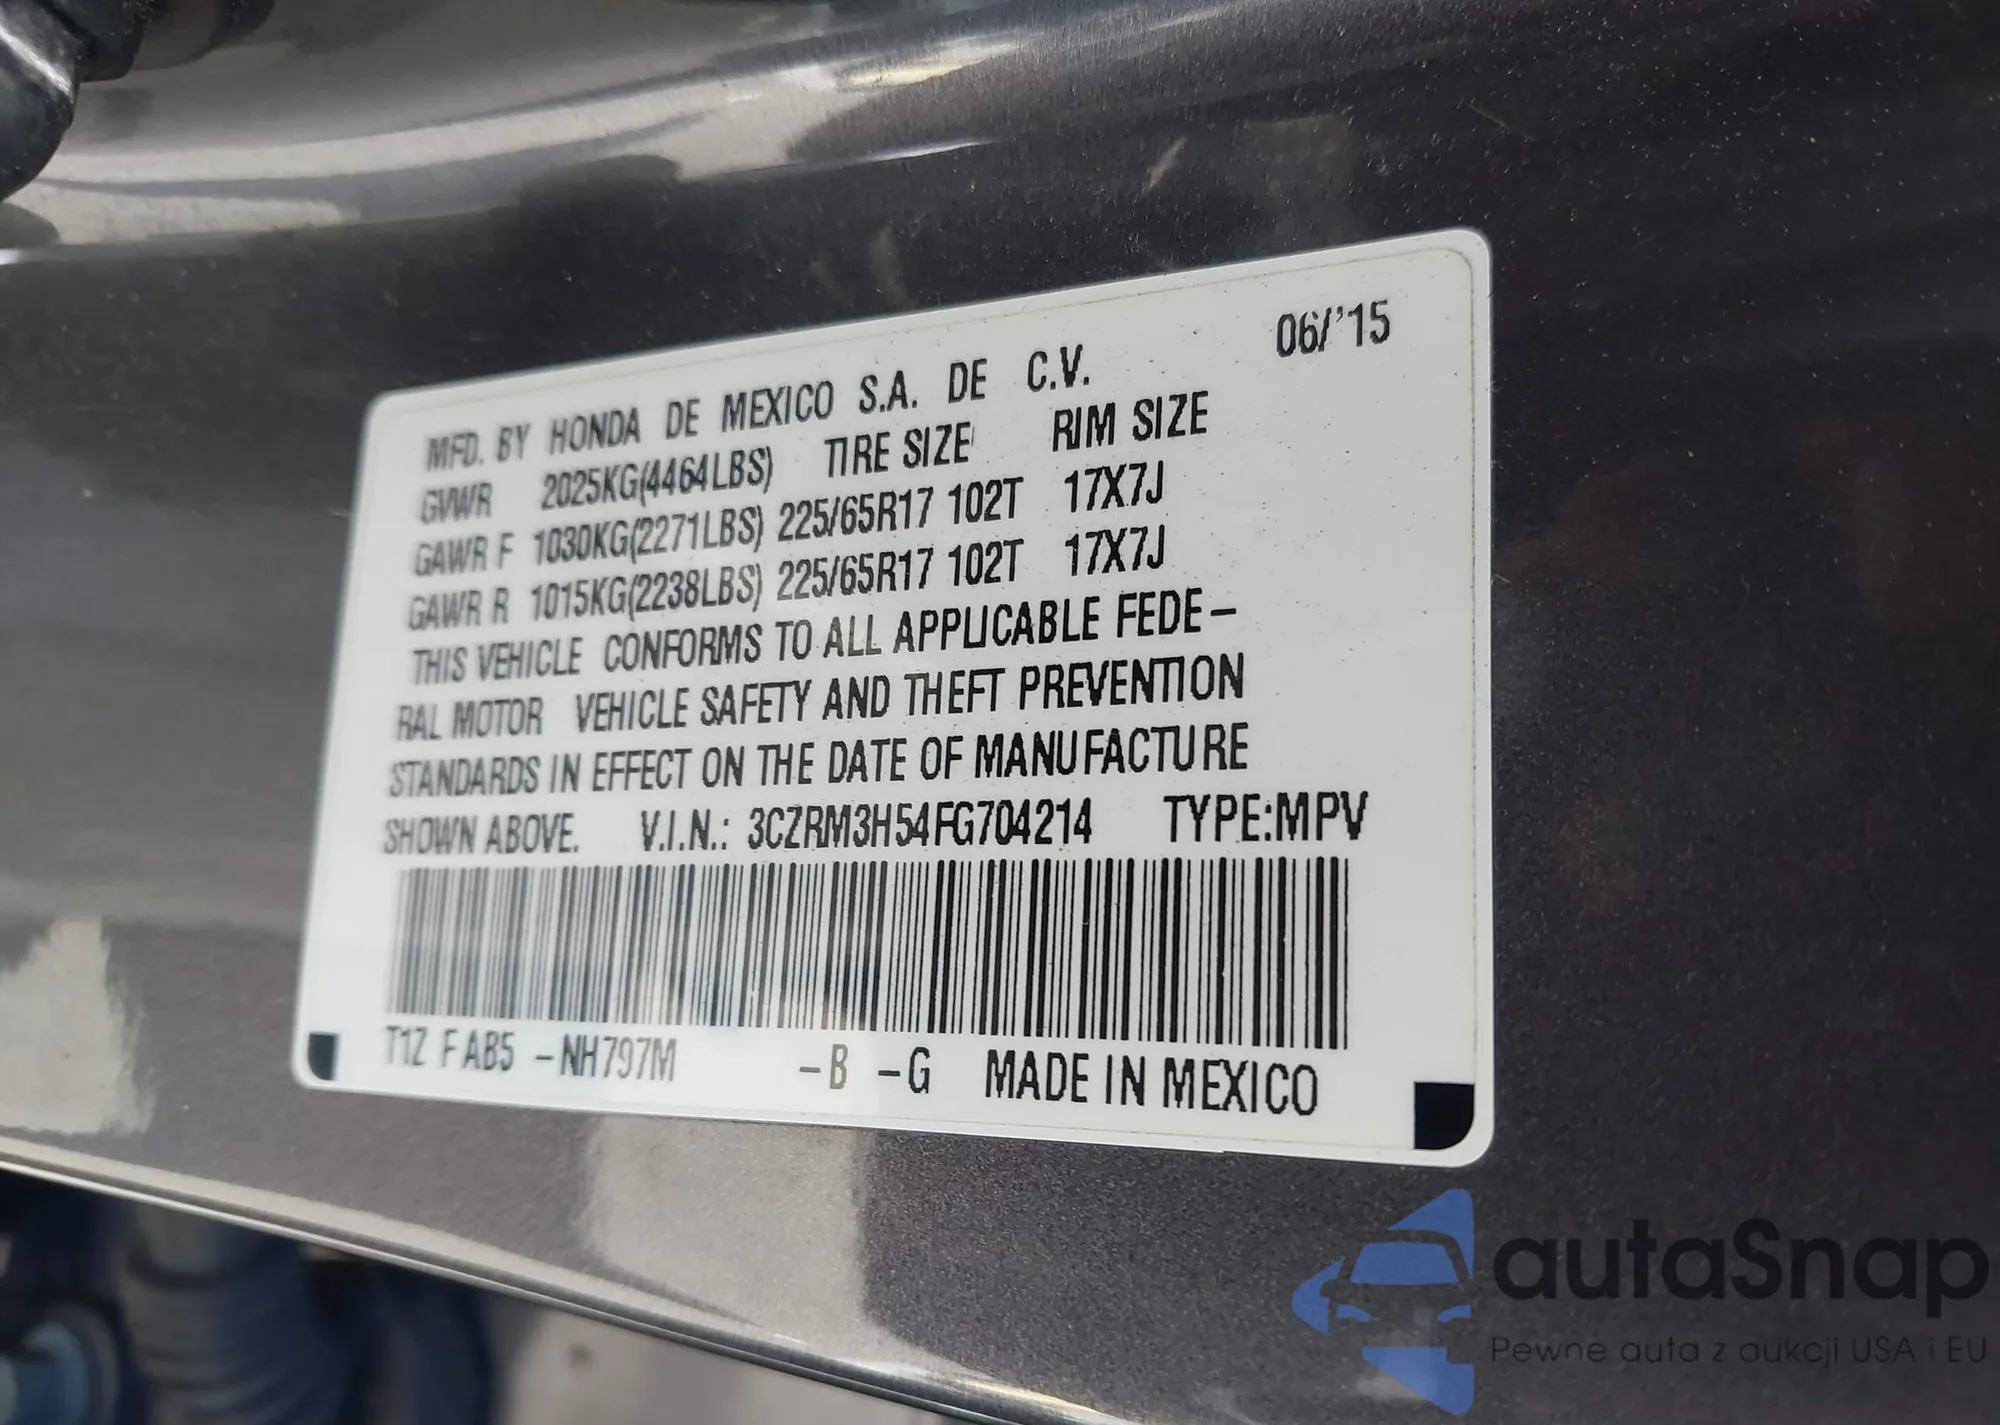 06/'15
MFD. BY HONDA DE MEXICO S.A. DE C.V.
GVWR 2025KG(4464LBS) TIRE SIZE RIM SIZE
GAWR F 1030KG(2271LBS) 225/65R17 102T 17X7J
GAWR R 1015KG(2238LBS) 225/65R17 102T 17X7J
THIS VEHICLE CONFORMS TO ALL APPLICABLE FEDE-
RAL MOTOR VEHICLE SAFETY AND THEFT PREVENTION
STANDARDS IN EFFECT ON THE DATE OF MANUFACTURE
SHOWN ABOVE. V.I.N.: 3CZRM3H54FG704214 TYPE:MPV
T1Z FAB5 -NH797M -B -G MADE IN MEXICO
autaSnap
Pewne auta z aukcji USA i EU